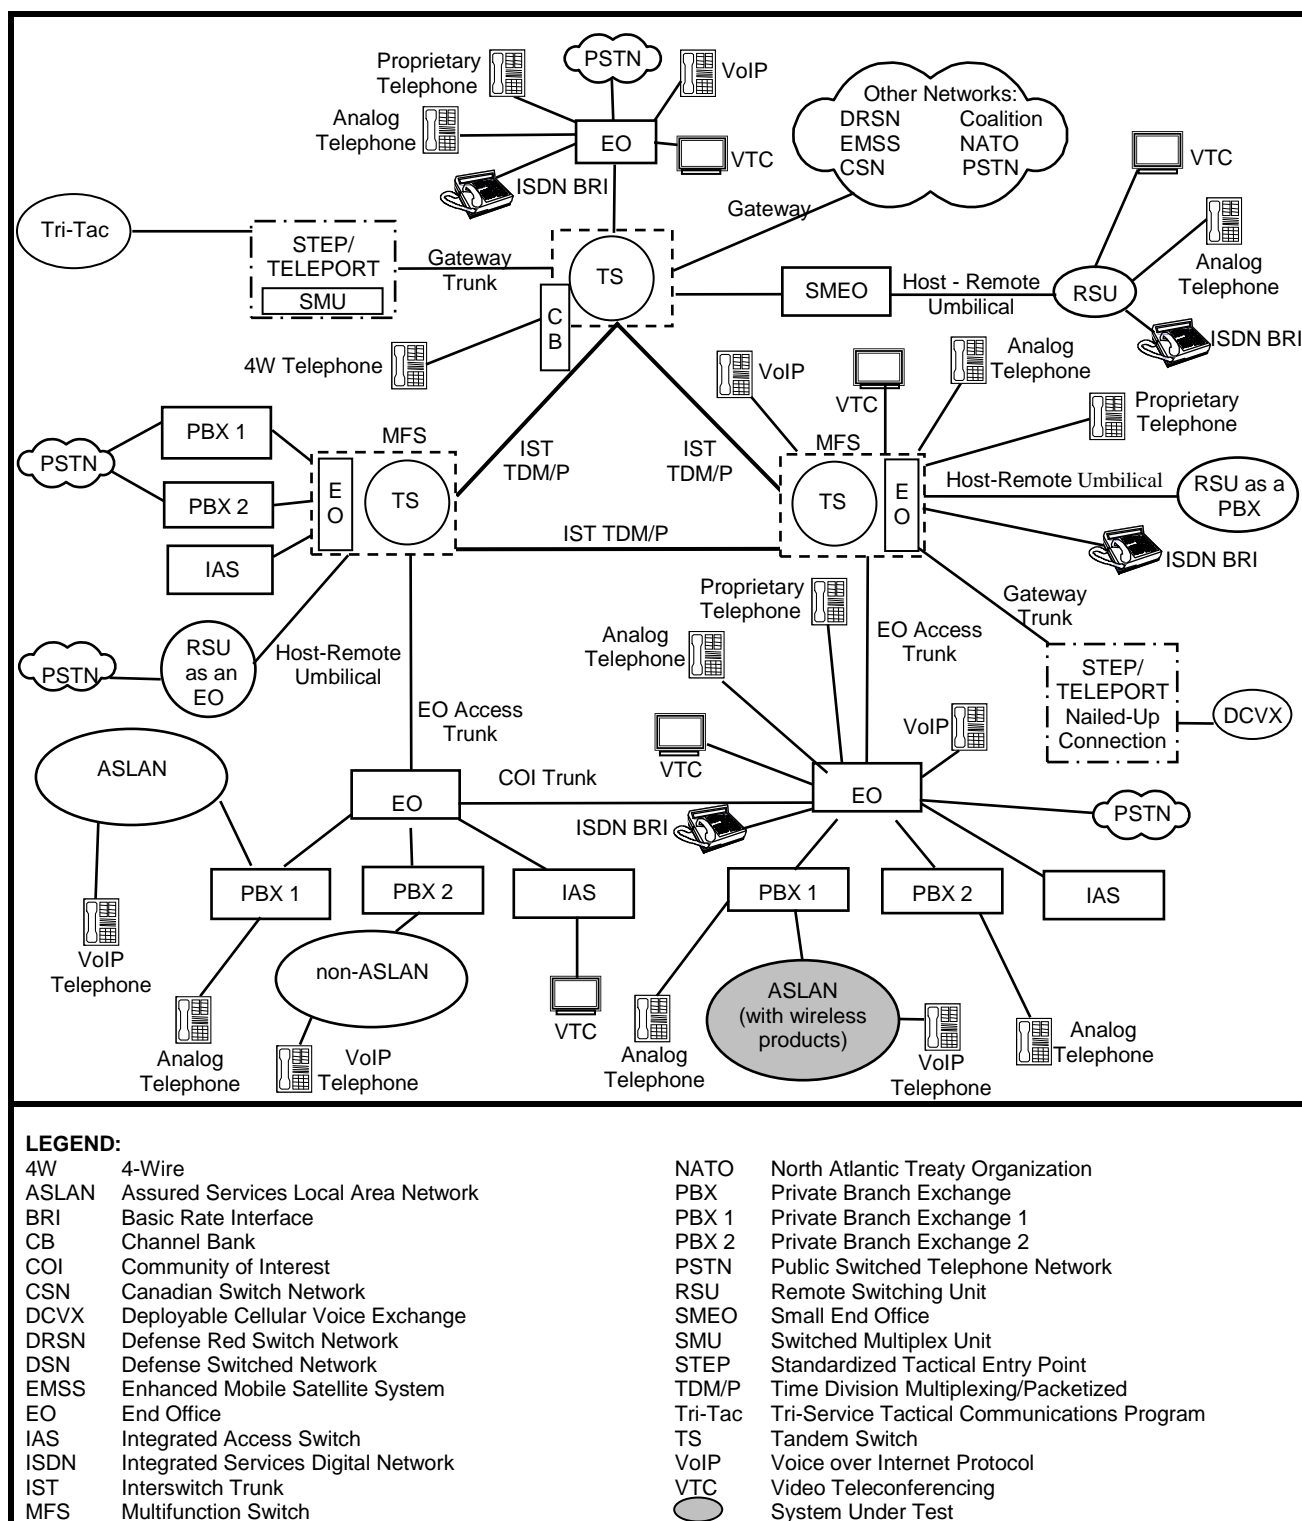 PSTN
Proprietary
Telephone
VoIP
Analog
Telephone
EO
VTC
ISDN BRI
Other Networks:
DRSN Coalition
EMSS NATO
CSN PSTN
VTC
Gateway
Tri-Tac
STEP/
TELEPORT
SMU
Gateway
Trunk
TS
C
B
SMEO
Host - Remote
Umbilical
RSU
Analog
Telephone
ISDN BRI
4W Telephone
VoIP
VTC
Analog
Telephone
Proprietary
Telephone
PSTN
PBX 1
PBX 2
IAS
MFS
E
O
TS
IST
TDM/P
IST
TDM/P
IST TDM/P
MFS
TS
E
O
Host-Remote Umbilical
RSU as a
PBX
ISDN BRI
PSTN
RSU
as an
EO
Host-Remote
Umbilical
EO Access
Trunk
Proprietary
Telephone
Analog
Telephone
EO Access
Trunk
Gateway
Trunk
STEP/
TELEPORT
Nailed-Up
Connection
DCVX
ASLAN
EO
COI Trunk
VTC
ISDN BRI
EO
VoIP
PSTN
PBX 1
PBX 2
IAS
PBX 1
PBX 2
IAS
VoIP
Telephone
non-ASLAN
VTC
Analog
Telephone
VoIP
Telephone
ASLAN
(with wireless
products)
Analog
Telephone
VoIP
Telephone
Analog
Telephone
LEGEND:
4W 4-Wire
ASLAN Assured Services Local Area Network
BRI Basic Rate Interface
CB Channel Bank
COI Community of Interest
CSN Canadian Switch Network
DCVX Deployable Cellular Voice Exchange
DRSN Defense Red Switch Network
DSN Defense Switched Network
EMSS Enhanced Mobile Satellite System
EO End Office
IAS Integrated Access Switch
ISDN Integrated Services Digital Network
IST Interswitch Trunk
MFS Multifunction Switch
NATO North Atlantic Treaty Organization
PBX Private Branch Exchange
PBX 1 Private Branch Exchange 1
PBX 2 Private Branch Exchange 2
PSTN Public Switched Telephone Network
RSU Remote Switching Unit
SMEO Small End Office
SMU Switched Multiplex Unit
STEP Standardized Tactical Entry Point
TDM/P Time Division Multiplexing/Packetized
Tri-Tac Tri-Service Tactical Communications Program
TS Tandem Switch
VoIP Voice over Internet Protocol
VTC Video Teleconferencing
System Under Test